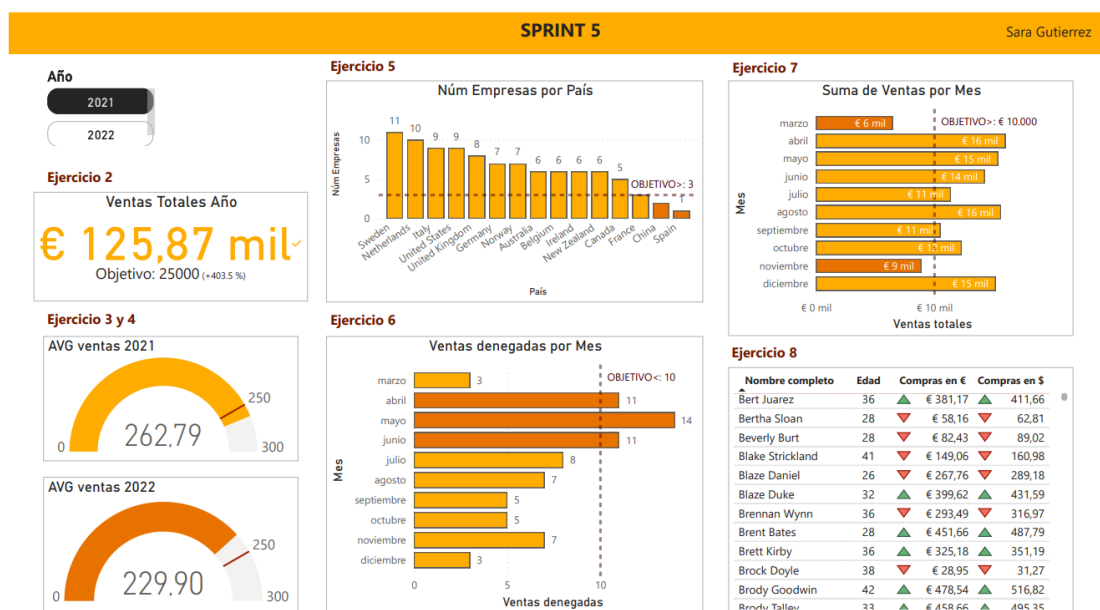 SPRINT 5
Sara Gutierrez
Año
2021
2022
Ejercicio 2
Ventas Totales Año
€ 125,87 mil
Objetivo: 25000 (+403.5 %)
Ejercicio 3 y 4
AVG ventas 2021
250
262,79
0
300
AVG ventas 2022
250
229,90
0
300
Ejercicio 5
Núm Empresas por País
Núm Empresas
10
5
0
11
10
9
9
8
7
7
6
6
6
6
5
3
1
OBJETIVO>: 3
Sweden
Netherlands
Italy
United States
United Kingdom
Germany
Norway
Australia
Belgium
Ireland
New Zealand
Canada
France
China
Spain
País
Ejercicio 6
Ventas denegadas por Mes
OBJETIVO<: 10
Mes
marzo 3
abril 11
mayo 14
junio 11
julio 8
agosto 7
septiembre 5
octubre 5
noviembre 7
diciembre 3
0 5 10
Ventas denegadas
Ejercicio 7
Suma de Ventas por Mes
OBJETIVO>: € 10.000
Mes
marzo € 6 mil
abril € 16 mil
mayo € 15 mil
junio € 14 mil
julio € 11 mil
agosto € 16 mil
septiembre € 11 mil
octubre € 12 mil
noviembre € 9 mil
diciembre € 15 mil
€ 0 mil € 10 mil
Ventas totales
Ejercicio 8
Nombre completo Edad Compras en € Compras en $
Bert Juarez 36 € 381,17 411,66
Bertha Sloan 28 € 58,16 62,81
Beverly Burt 28 € 82,43 89,02
Blake Strickland 41 € 149,06 160,98
Blaze Daniel 26 € 267,76 289,18
Blaze Duke 32 € 399,62 431,59
Brennan Wynn 36 € 293,49 316,97
Brent Bates 28 € 451,66 487,79
Brett Kirby 36 € 325,18 351,19
Brock Doyle 38 € 28,95 31,27
Brody Goodwin 42 € 478,54 516,82
Brody Talley 33 € 458,66 495,35